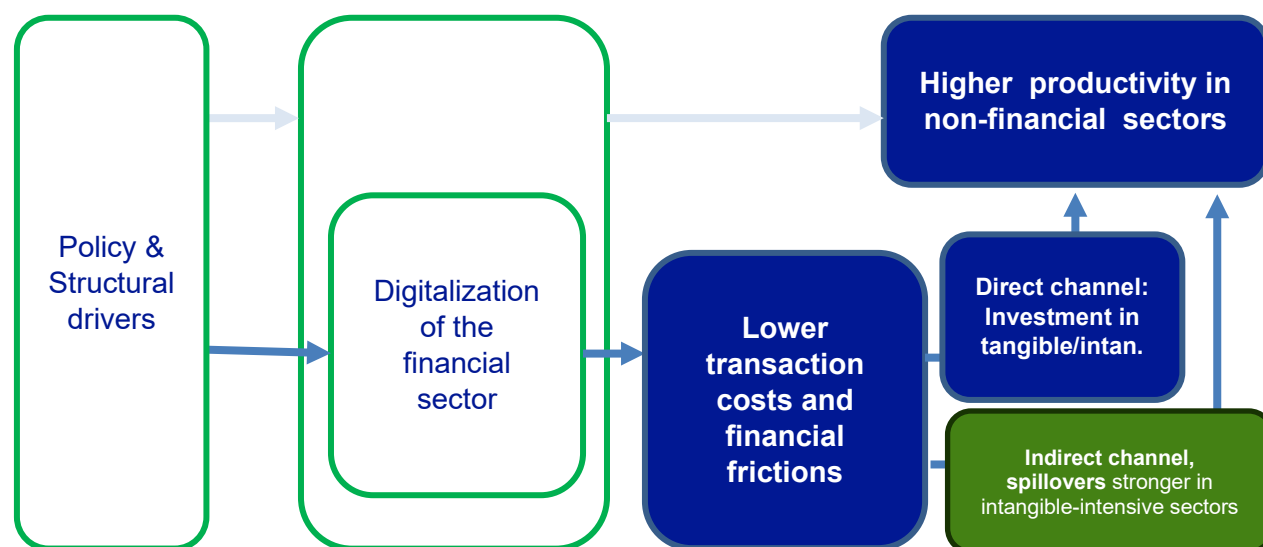 Policy &
Structural
drivers
Digitalization
of the
financial
sector
Lower
transaction
costs and
financial
frictions
Higher productivity in
non-financial sectors
Direct channel:
Investment in
tangible/intan.
Indirect channel,
spillovers stronger in
intangible-intensive sectors